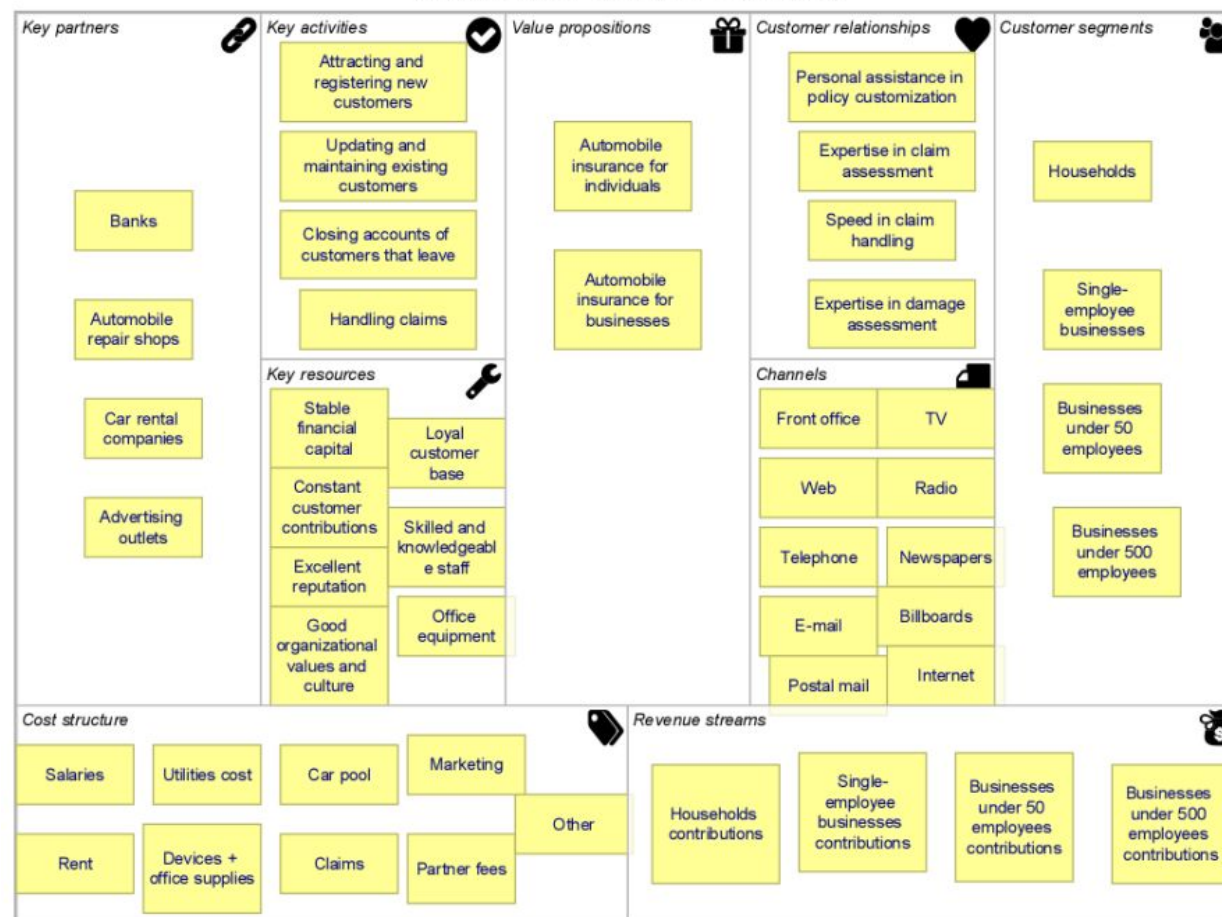 Key partners
Banks
Automobile
repair shops
Car rental
companies
Advertising
outlets
Key activities
Attracting and
registering new
customers
Updating and
maintaining existing
customers
Closing accounts of
customers that leave
Handling claims
Key resources
Stable
financial
capital
Constant
customer
contributions
Excellent
reputation
Good
organizational
values and
culture
Loyal
customer
base
Skilled and
knowledgeabl
e staff
Office
equipment
Value propositions
Automobile
insurance for
individuals
Automobile
insurance for
businesses
Customer relationships
Personal assistance in
policy customization
Expertise in claim
assessment
Speed in claim
handling
Expertise in damage
assessment
Channels
Front office
TV
Web
Radio
Telephone
Newspapers
E-mail
Billboards
Postal mail
Internet
Customer segments
Households
Single-
employee
businesses
Businesses
under 50
employees
Businesses
under 500
employees
Cost structure
Salaries
Utilities cost
Car pool
Marketing
Other
Rent
Devices +
office supplies
Claims
Partner fees
Revenue streams
Households
contributions
Single-
employee
businesses
contributions
Businesses
under 50
employees
contributions
Businesses
under 500
employees
contributions